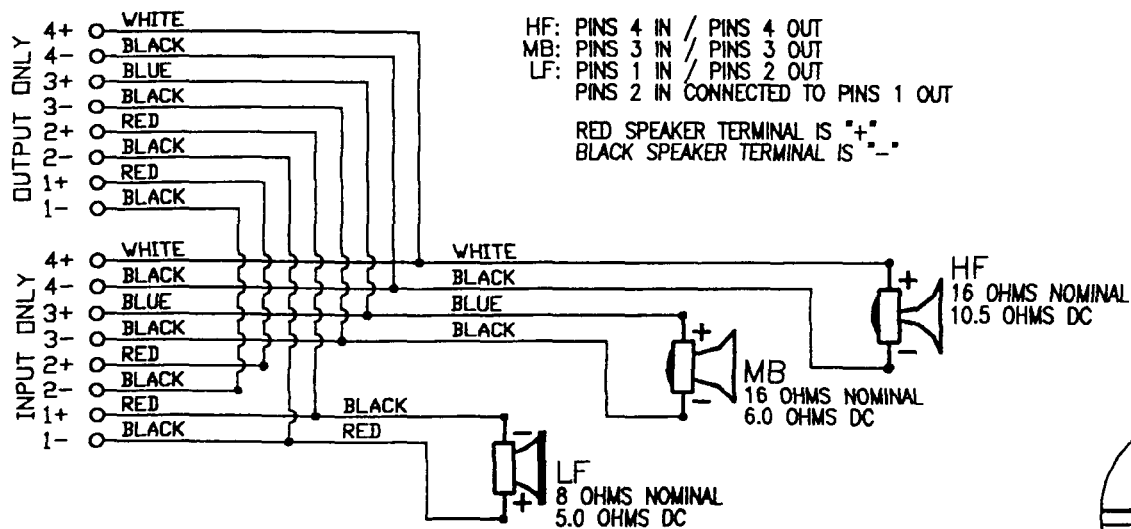 OUTPUT ONLY
4+ WHITE
4- BLACK
3+ BLUE
3- BLACK
2+ RED
2- BLACK
1+ RED
1- BLACK
HF: PINS 4 IN / PINS 4 OUT
MB: PINS 3 IN / PINS 3 OUT
LF: PINS 1 IN / PINS 2 OUT
PINS 2 IN CONNECTED TO PINS 1 OUT
RED SPEAKER TERMINAL IS "+"
BLACK SPEAKER TERMINAL IS "-"
INPUT ONLY
4+ WHITE WHITE
4- BLACK BLACK
3+ BLUE BLUE
3- BLACK BLACK
2+ RED
2- BLACK
1+ RED BLACK
1- BLACK RED
+
-
HF
16 OHMS NOMINAL
10.5 OHMS DC
+
-
MB
16 OHMS NOMINAL
6.0 OHMS DC
-
+
LF
8 OHMS NOMINAL
5.0 OHMS DC